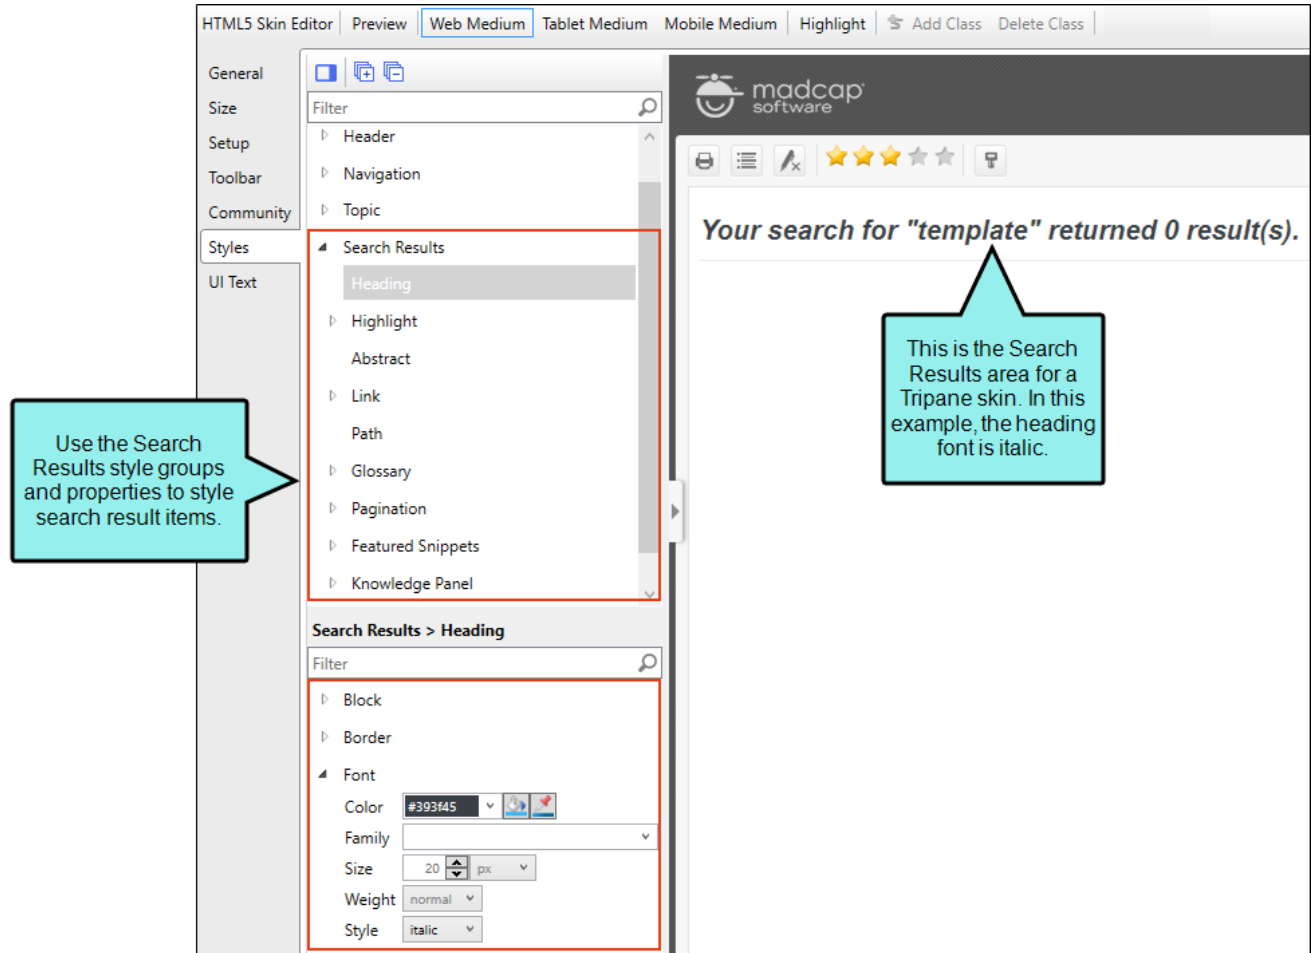 HTML5 Skin Editor Preview Web Medium Tablet Medium Mobile Medium Highlight Add Class Delete Class
General
Size
Setup
Toolbar
Community
Styles
UI Text
Filter
Header
Navigation
Topic
Search Results
Heading
Highlight
Abstract
Link
Path
Glossary
Pagination
Featured Snippets
Knowledge Panel
Search Results > Heading
Filter
Block
Border
Font
Color #393f45
Family
Size 20 px
Weight normal
Style italic
madcap
software
Your search for "template" returned 0 result(s).
This is the Search
Results area for a
Tripane skin. In this
example, the heading
font is italic.
Use the Search
Results style groups
and properties to style
search result items.